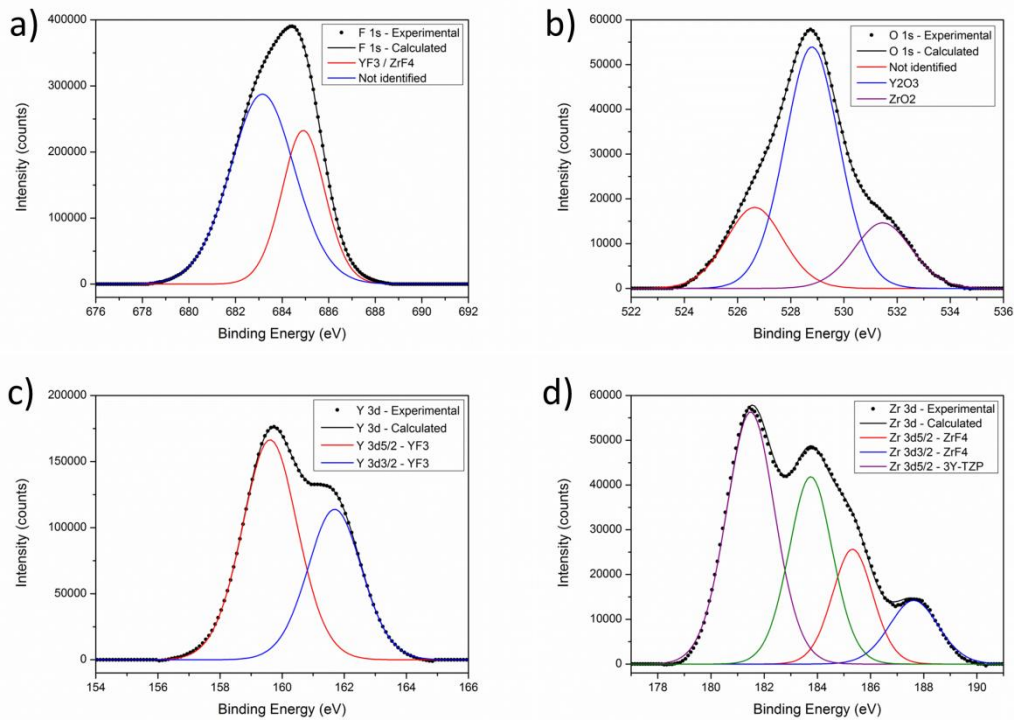 a)
400000
300000
200000
100000
0
Intensity (counts)
F 1s - Experimental
F 1s - Calculated
YF3 / ZrF4
Not identified
676 678 680 682 684 686 688 690 692
Binding Energy (eV)
b)
60000
50000
40000
30000
20000
10000
0
Intensity (counts)
O 1s - Experimental
O 1s - Calculated
Not identified
Y2O3
ZrO2
522 524 526 528 530 532 534 536
Binding Energy (eV)
c)
200000
150000
100000
50000
0
Intensity (counts)
Y 3d - Experimental
Y 3d - Calculated
Y 3d5/2 - YF3
Y 3d3/2 - YF3
154 156 158 160 162 164 166
Binding Energy (eV)
d)
60000
50000
40000
30000
20000
10000
0
Intensity (counts)
Zr 3d - Experimental
Zr 3d - Calculated
Zr 3d5/2 - ZrF4
Zr 3d3/2 - ZrF4
Zr 3d5/2 - 3Y-TZP
178 180 182 184 186 188 190
Binding Energy (eV)